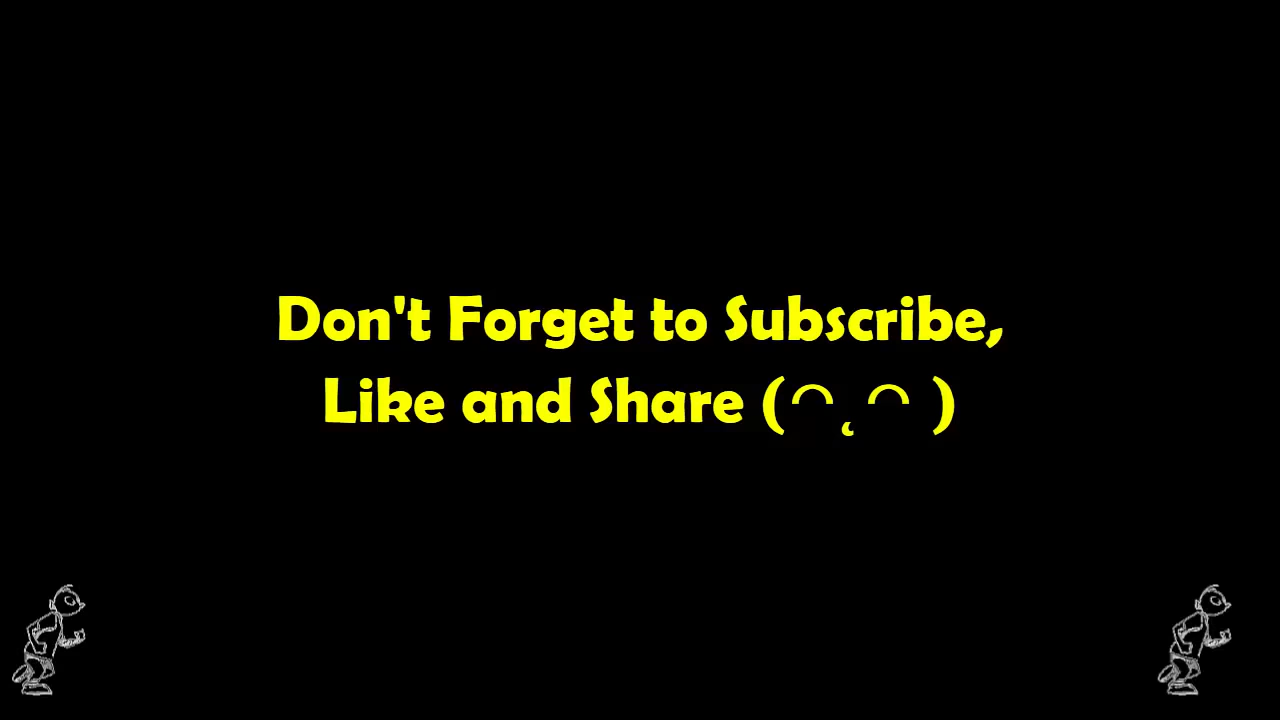 Don't Forget to Subscribe,
Like and Share (◠˛◠ )